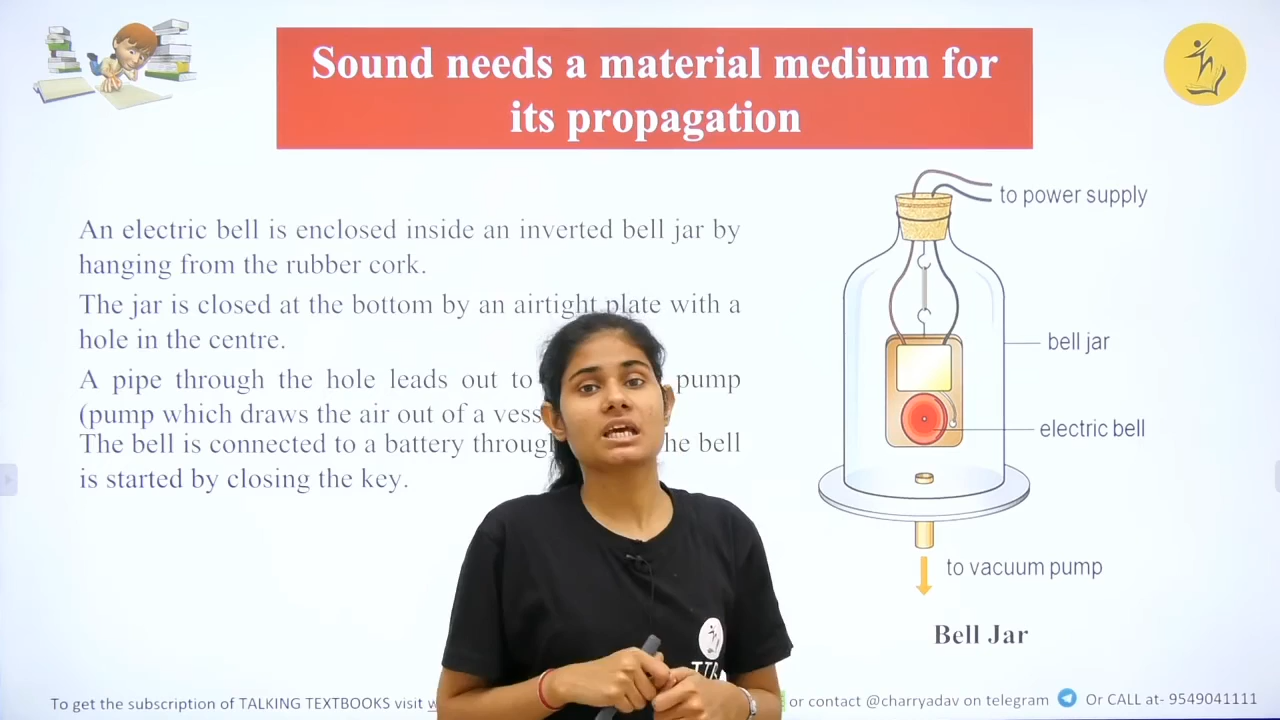 Sound needs a material medium for
its propagation
to power supply
An electric bell is enclosed inside an inverted bell jar by
hanging from the rubber cork.
The jar is closed at the bottom by an airtight plate with a
hole in the centre.
bell jar
A pipe through the hole leads out to pump
(pump which draws the air out of a
electric bell
The bell is connected to a battery bell
is started by closing the key.
to vacuum pump
Bell Jar
To get the subscription of TALKING TEXTBOOKS visit or contact @charryadav on telegram Or CALL at- 9549041111